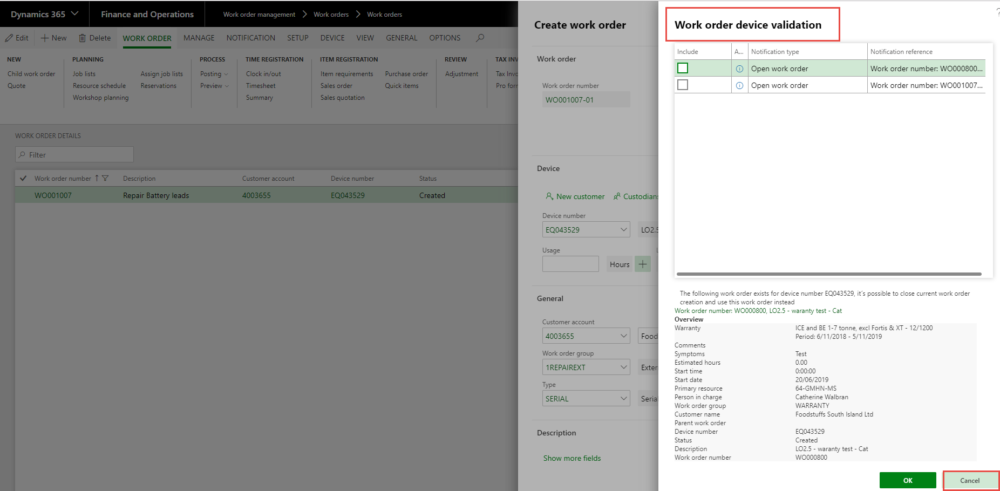 Dynamics 365
Finance and Operations
Work order management
Work orders
Work orders
Edit
New
Delete
WORK ORDER
MANAGE
NOTIFICATION
SETUP
DEVICE
VIEW
GENERAL
OPTIONS
NEW
Child work order
Quote
PLANNING
Job lists
Assign job lists
Resource schedule
Reservations
Workshop planning
PROCESS
Posting
Preview
TIME REGISTRATION
Clock in/out
Timesheet
Summary
ITEM REGISTRATION
Item requirements
Purchase order
Sales order
Quick items
Sales quotation
REVIEW
Adjustment
TAX INV
Tax Invo
Pro form
WORK ORDER DETAILS
Filter
Work order number
Description
Customer account
Device number
Status
WO001007
Repair Battery leads
4003655
EQ043529
Created
Create work order
Work order
Work order number
WO001007-01
Device
New customer
Custodians
Device number
EQ043529
LO2.5
Usage
Hours
General
Customer account
4003655
Food
Work order group
1REPAIREXT
Exter
Type
SERIAL
Serial
Description
Show more fields
?
Work order device validation
Include
A...
Notification type
Notification reference
Open work order
Work order number: WO000800...
Open work order
Work order number: WO001007...
The following work order exists for device number EQ043529, it´s possible to close current work order
creation and use this work order instead
Work order number: WO000800, LO2.5 - waranty test - Cat
Overview
Warranty ICE and BE 1-7 tonne, excl Fortis & XT - 12/1200
Period: 6/11/2018 - 5/11/2019
Comments
Symptoms Test
Estimated hours 0.00
Start time 0:00:00
Start date 20/06/2019
Primary resource 64-GMHN-MS
Person in charge Catherine Walbran
Work order group WARRANTY
Customer name Foodstuffs South Island Ltd
Parent work order
Device number EQ043529
Status Created
Description LO2.5 - waranty test - Cat
Work order number WO000800
OK
Cancel